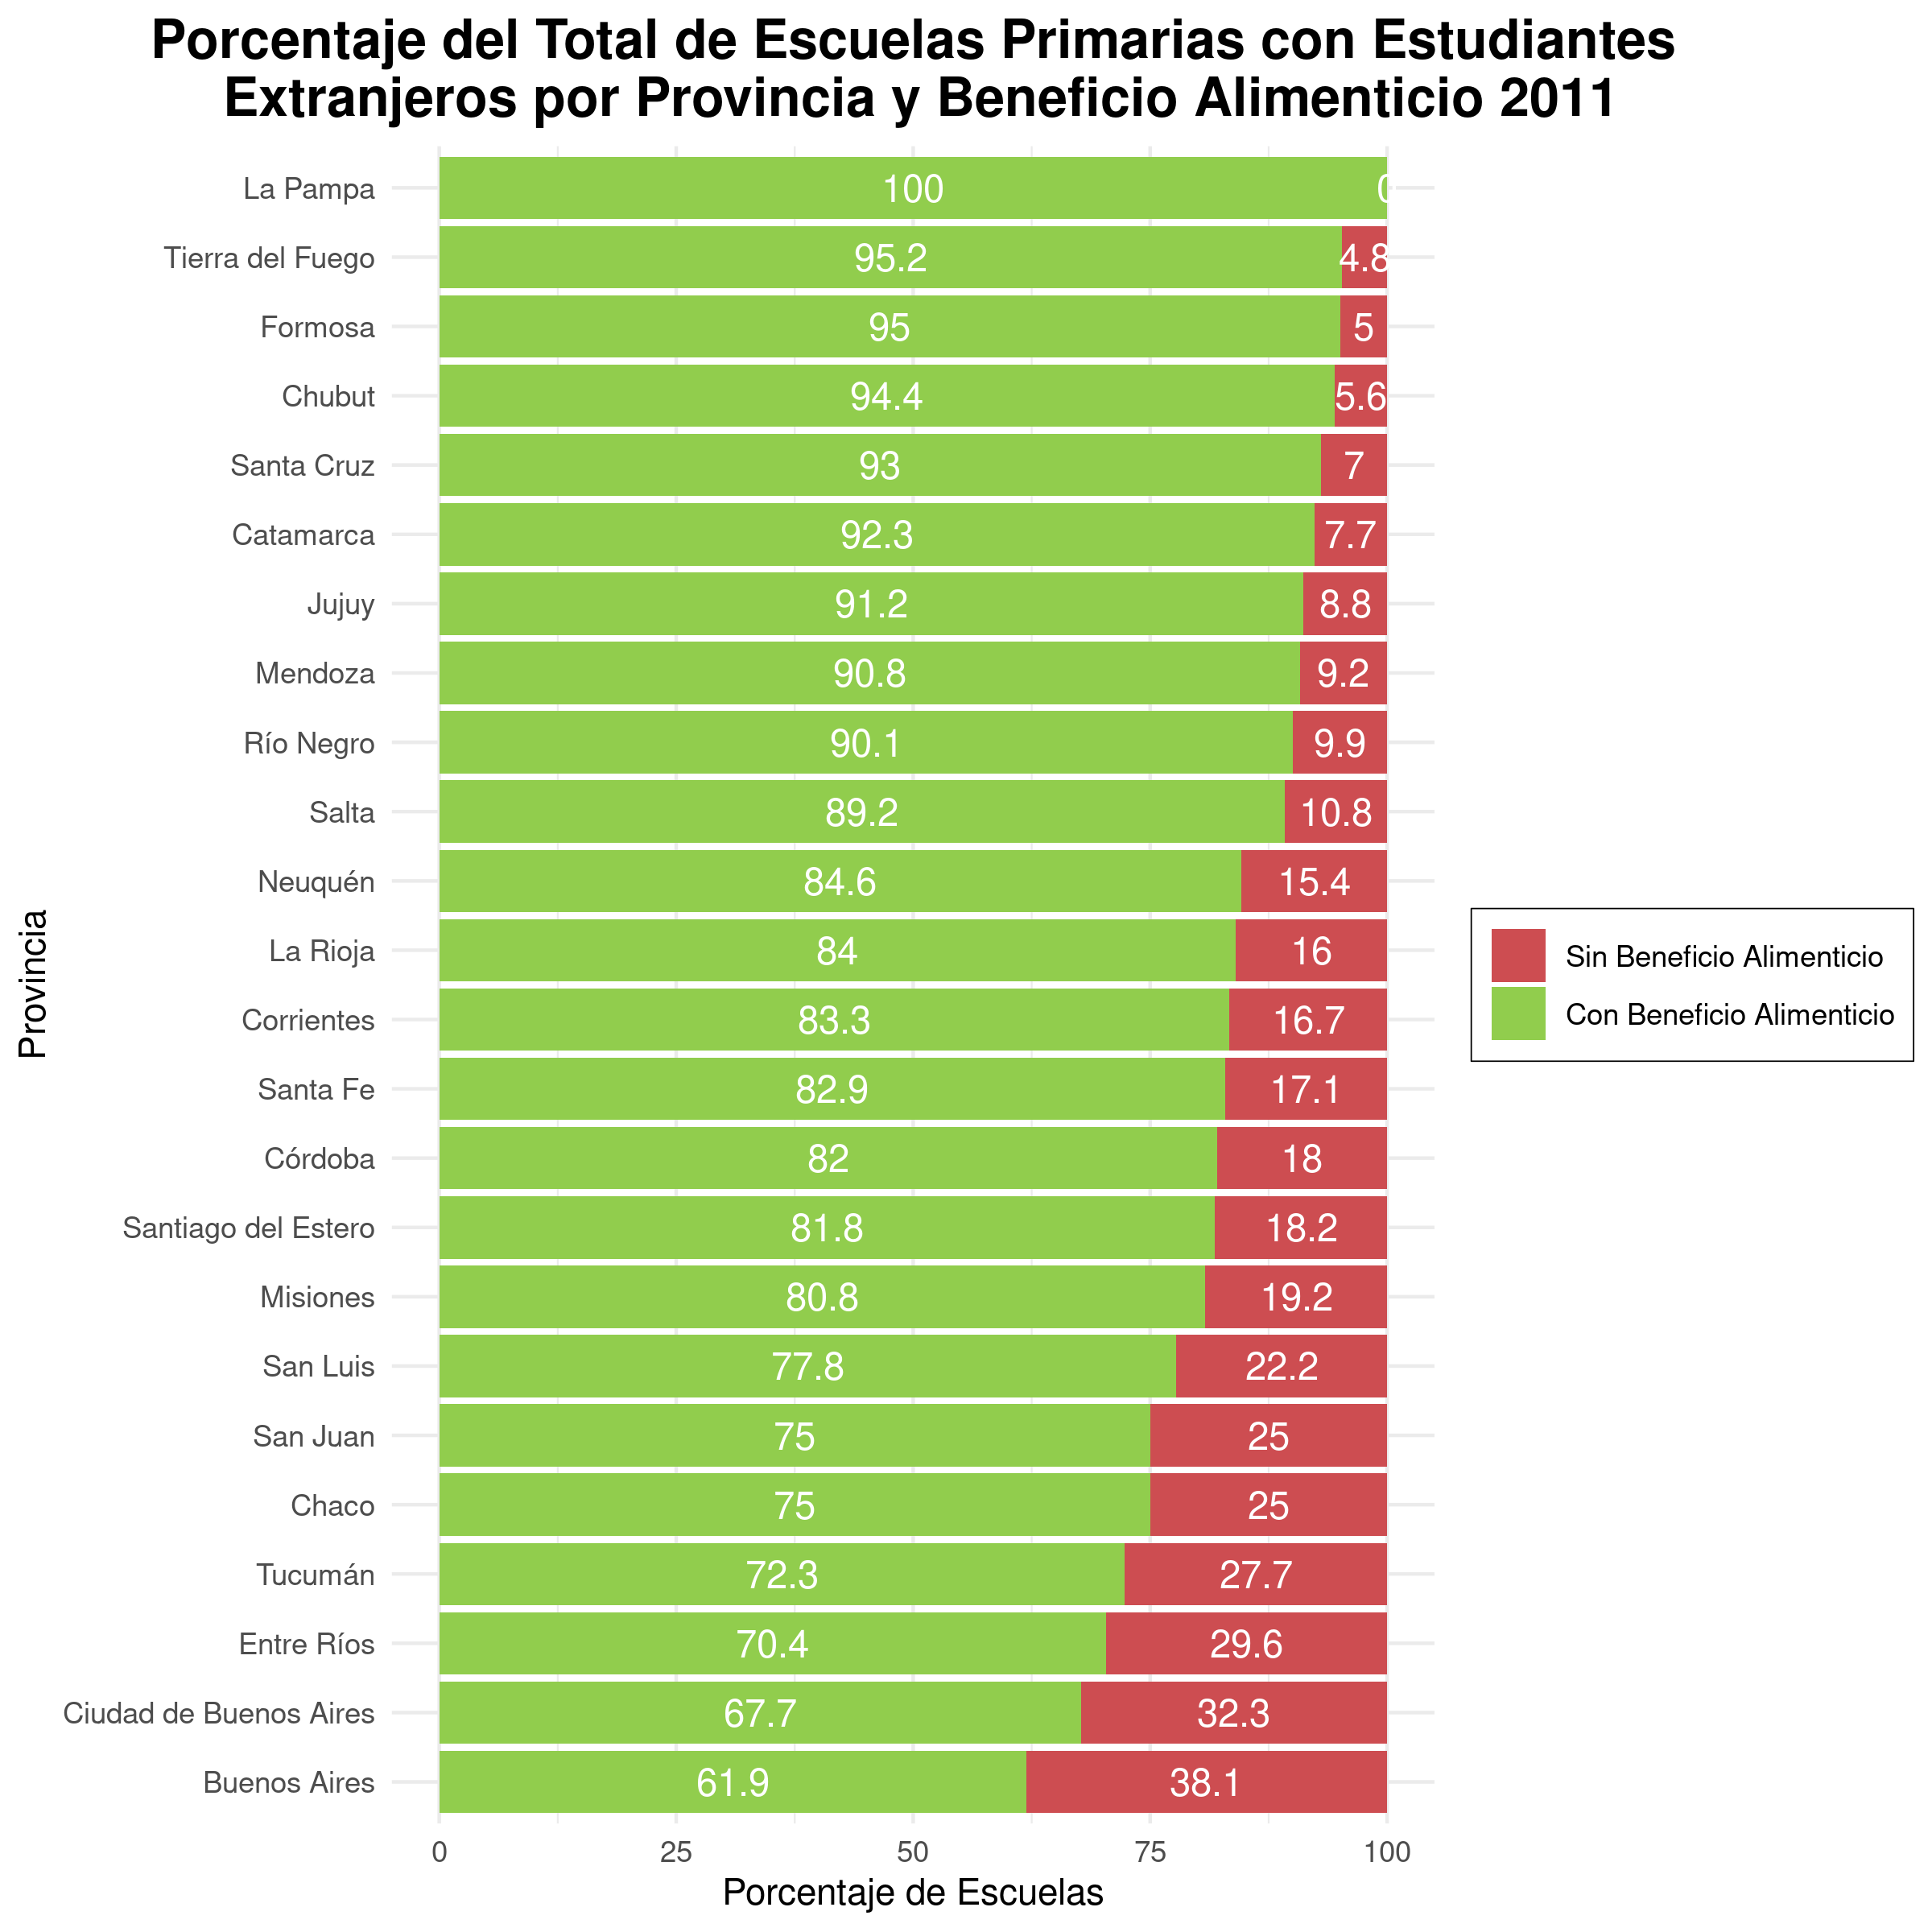 Porcentaje del Total de Escuelas Primarias con Estudiantes
Extranjeros por Provincia y Beneficio Alimenticio 2011
Provincia
La Pampa 100 0
Tierra del Fuego 95.2 4.8
Formosa 95 5
Chubut 94.4 5.6
Santa Cruz 93 7
Catamarca 92.3 7.7
Jujuy 91.2 8.8
Mendoza 90.8 9.2
Río Negro 90.1 9.9
Salta 89.2 10.8
Neuquén 84.6 15.4
La Rioja 84 16
Corrientes 83.3 16.7
Santa Fe 82.9 17.1
Córdoba 82 18
Santiago del Estero 81.8 18.2
Misiones 80.8 19.2
San Luis 77.8 22.2
San Juan 75 25
Chaco 75 25
Tucumán 72.3 27.7
Entre Ríos 70.4 29.6
Ciudad de Buenos Aires 67.7 32.3
Buenos Aires 61.9 38.1
0 25 50 75 100
Porcentaje de Escuelas
Sin Beneficio Alimenticio
Con Beneficio Alimenticio